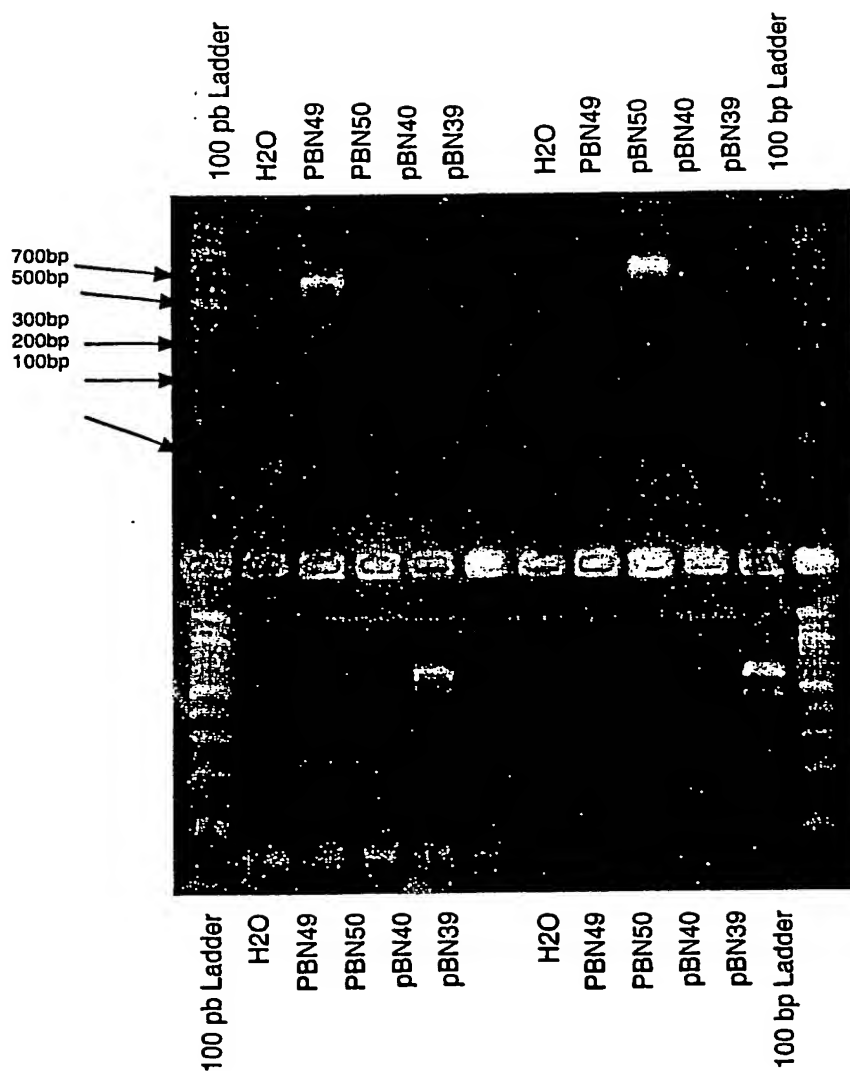 100 pb Ladder
H2O
PBN49
PBN50
pBN40
pBN39
H2O
PBN49
pBN50
pBN40
pBN39
100 bp Ladder
700bp
500bp
300bp
200bp
100bp
100 pb Ladder
H2O
PBN49
PBN50
pBN40
pBN39
H2O
PBN49
PBN50
pBN40
pBN39
100 bp Ladder